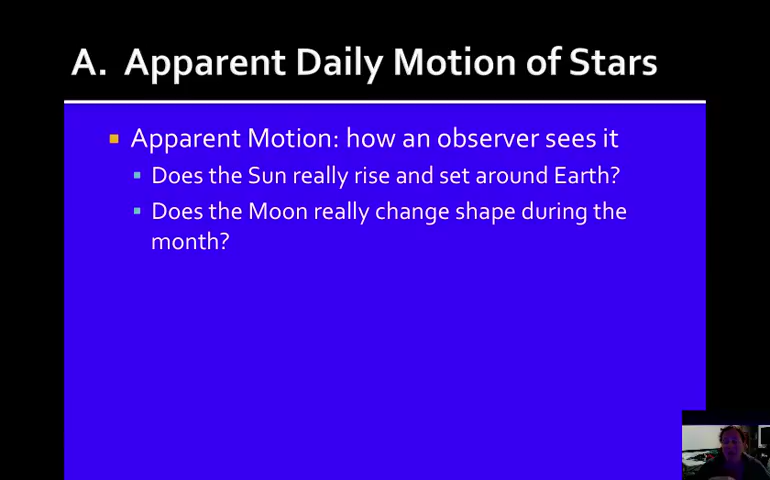 A. Apparent Daily Motion of Stars
Apparent Motion: how an observer sees it
Does the Sun really rise and set around Earth?
Does the Moon really change shape during the
month?